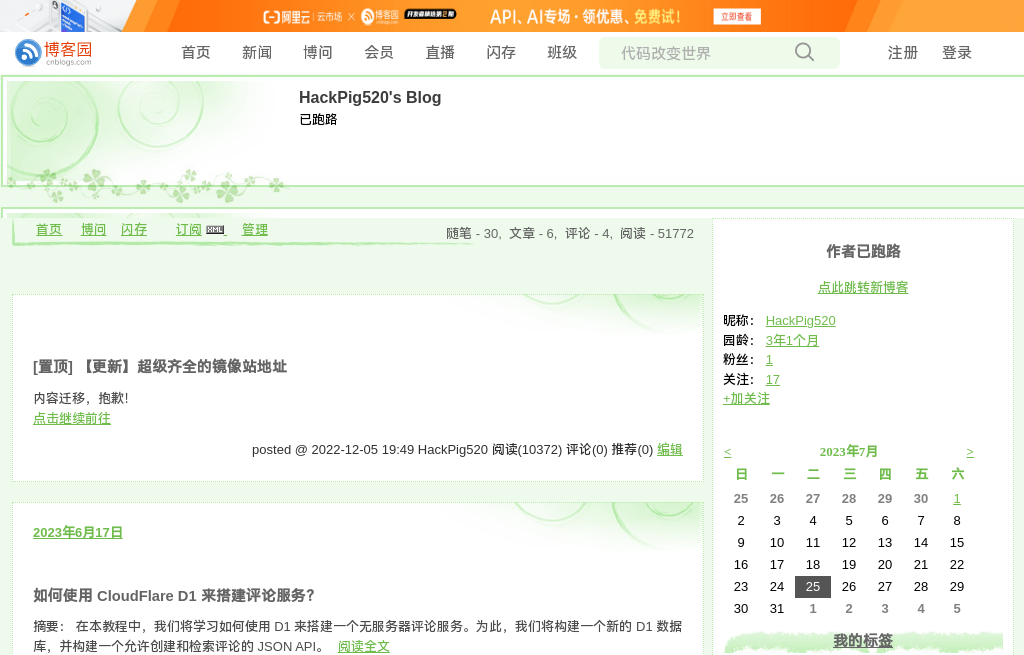 阿里云 | 云市场 × 博客园 cnblogs.com 开发者精选第三期 API、AI专场·领优惠、免费试！ 立即查看
博客园 cnblogs.com 首页 新闻 博问 会员 直播 闪存 班级 代码改变世界 注册 登录
HackPig520's Blog
已跑路
首页 博问 闪存 订阅 XML 管理
随笔 - 30, 文章 - 6, 评论 - 4, 阅读 - 51772
[置顶] 【更新】超级齐全的镜像站地址
内容迁移，抱歉！
点击继续前往
posted @ 2022-12-05 19:49 HackPig520 阅读(10372) 评论(0) 推荐(0) 编辑
2023年6月17日
如何使用 CloudFlare D1 来搭建评论服务？
摘要： 在本教程中，我们将学习如何使用 D1 来搭建一个无服务器评论服务。为此，我们将构建一个新的 D1 数据
库，并构建一个允许创建和检索评论的 JSON API。 阅读全文
作者已跑路
点此跳转新博客
昵称： HackPig520
园龄： 3年1个月
粉丝： 1
关注： 17
+加关注
< 2023年7月 >
日 一 二 三 四 五 六
25 26 27 28 29 30 1
2 3 4 5 6 7 8
9 10 11 12 13 14 15
16 17 18 19 20 21 22
23 24 25 26 27 28 29
30 31 1 2 3 4 5
我的标签